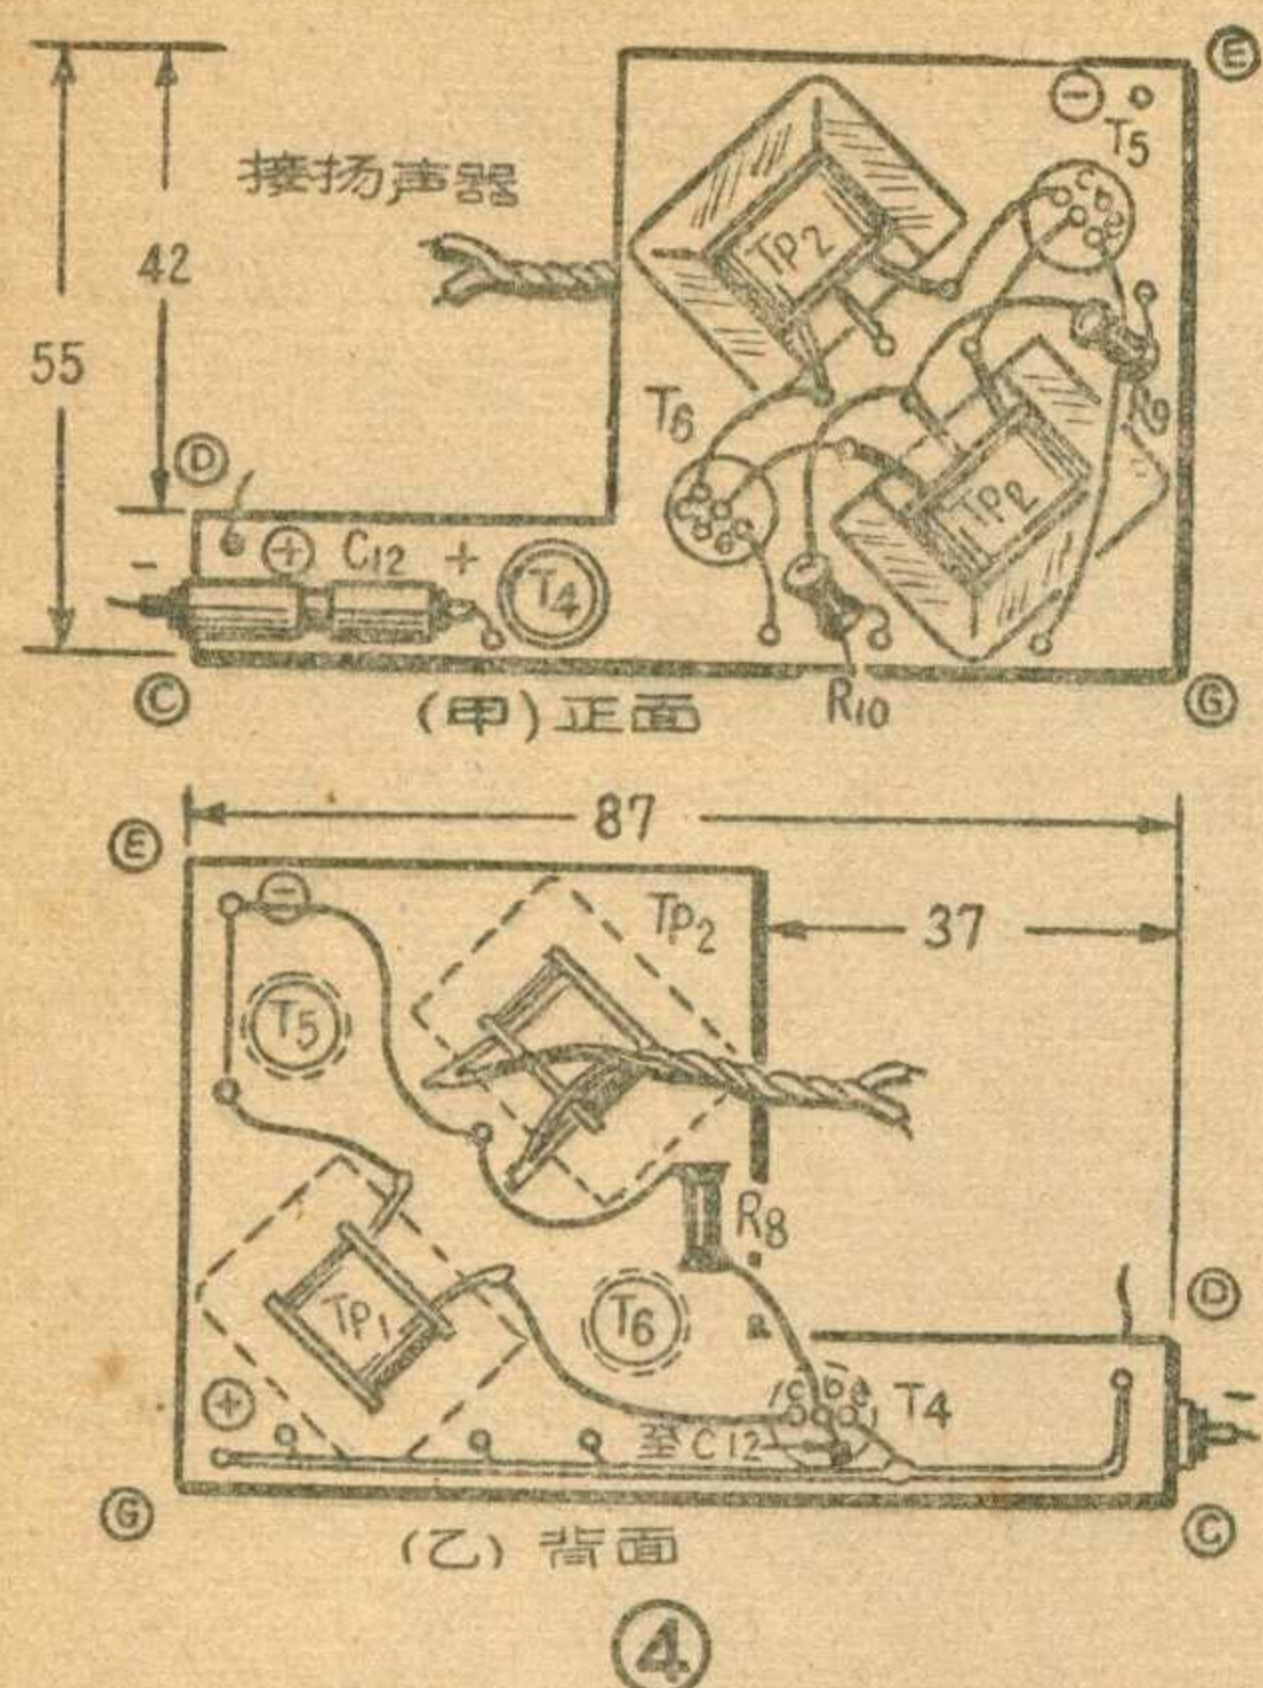 Ⓔ
⊖
T5
接扬声器
c b e
Tp2
42
55
T6
R9
Tp2
Ⓓ
c b e
- ⊕ C12 + T4
Ⓒ
(甲)正面
R10
Ⓖ
87
Ⓔ
⊖
Tp2
37
T5
R8
Ⓓ
Tp1
T6
c b e T4
⊕
-
至C12
Ⓖ
Ⓒ
(乙)背面
④